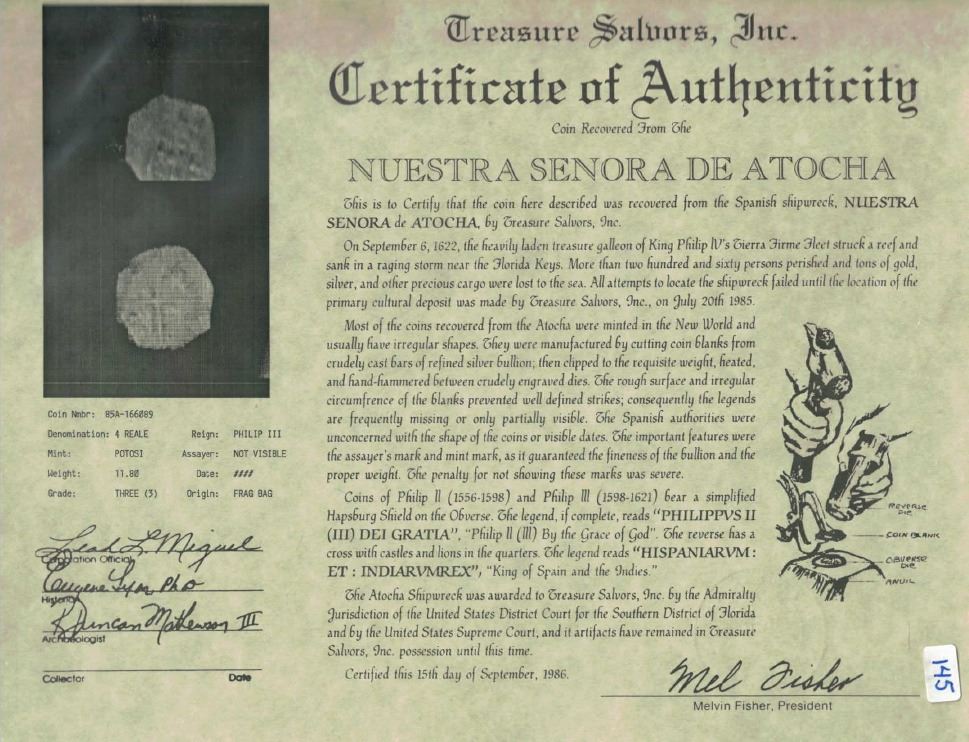 Treasure Salvors, Inc.
Certificate of Authenticity
Coin Recovered From The
NUESTRA SENORA DE ATOCHA
This is to Certify that the coin here described was recovered from the Spanish shipwreck, NUESTRA
SENORA de ATOCHA, by Treasure Salvors, Inc.
On September 6, 1622, the heavily laden treasure galleon of King Philip IV's Tierra Firme Fleet struck a reef and
sank in a raging storm near the Florida Keys. More than two hundred and sixty persons perished and tons of gold,
silver, and other precious cargo were lost to the sea. All attempts to locate the shipwreck failed until the location of the
primary cultural deposit was made by Treasure Salvors, Inc., on July 20th 1985.
Most of the coins recovered from the Atocha were minted in the New World and
usually have irregular shapes. They were manufactured by cutting coin blanks from
crudely cast bars of refined silver bullion; then clipped to the requisite weight, heated,
and hand-hammered between crudely engraved dies. The rough surface and irregular
circumfrence of the blanks prevented well defined strikes; consequently the legends
are frequently missing or only partially visible. The Spanish authorities were
unconcerned with the shape of the coins or visible dates. The important features were
the assayer's mark and mint mark, as it guaranteed the fineness of the bullion and the
proper weight. The penalty for not showing these marks was severe.
Coins of Philip II (1556-1598) and Philip III (1598-1621) bear a simplified
Hapsburg Shield on the Obverse. The legend, if complete, reads "PHILIPPVS II
(III) DEI GRATIA", "Philip II (III) By the Grace of God". The reverse has a
cross with castles and lions in the quarters. The legend reads "HISPANIARVM :
ET : INDIARVMREX", "King of Spain and the Indies."
The Atocha Shipwreck was awarded to Treasure Salvors, Inc. by the Admiralty
Jurisdiction of the United States District Court for the Southern District of Florida
and by the United States Supreme Court, and it artifacts have remained in Treasure
Salvors, Inc. possession until this time.
Certified this 15th day of September, 1986.
Mel Fisher
Melvin Fisher, President
REVERSE DIE
COIN BLANK
OBVERSE DIE
ANVIL
145
Coin Nmbr: 85A-166089
Denomination: 4 REALE Reign: PHILIP III
Mint: POTOSI Assayer: NOT VISIBLE
Weight: 11.80 Date: ####
Grade: THREE (3) Origin: FRAG BAG
Leah L Miguel
Corporation Official
Eugene Lyon PhD
Historian
R Duncan Mathewson III
Archaeologist
Collector Date